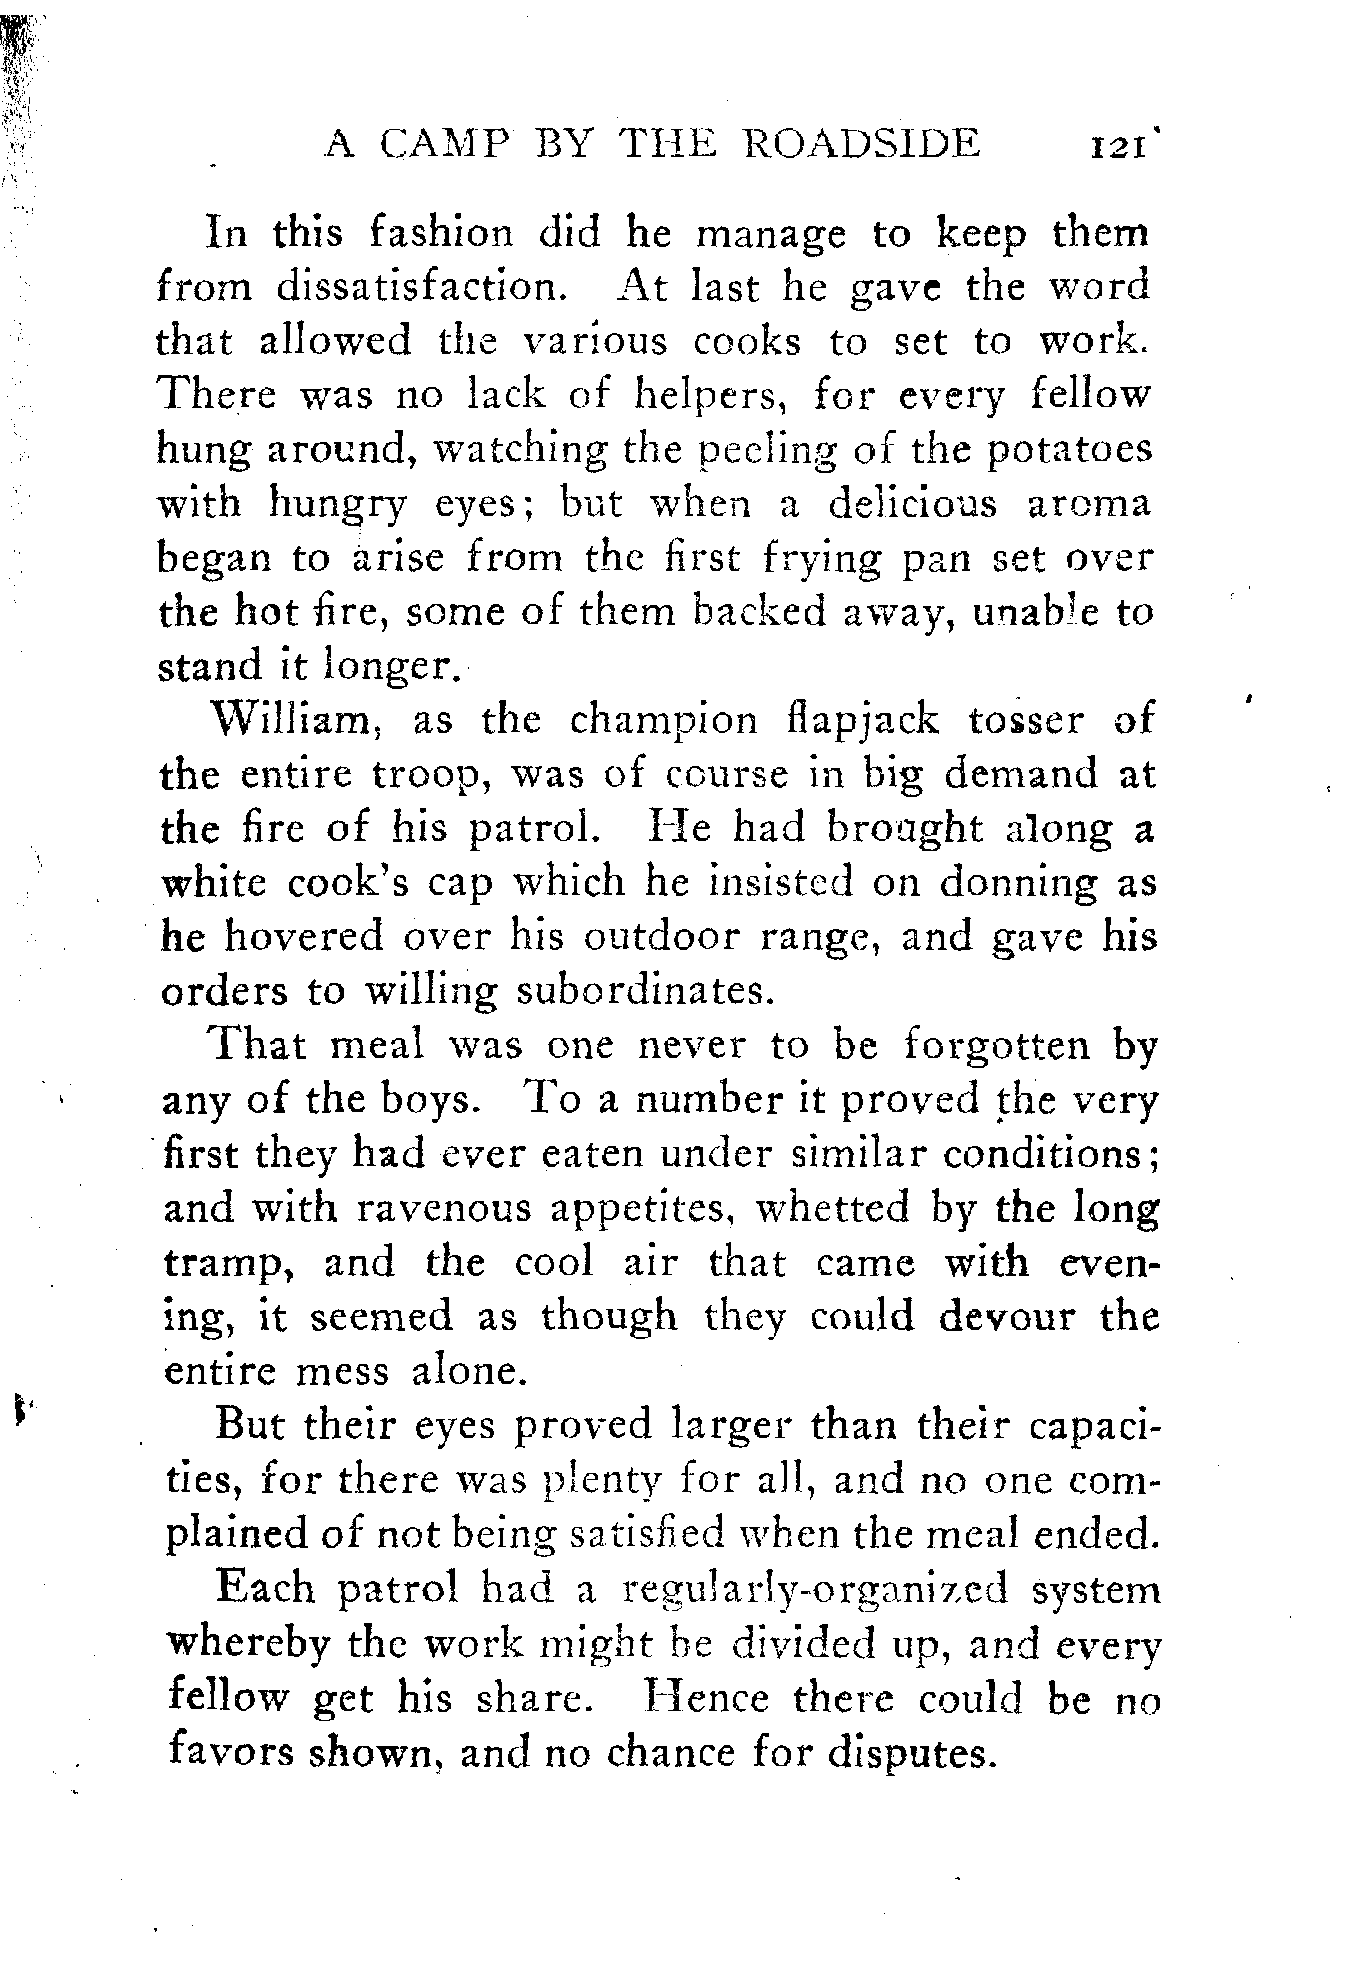 A CAMP BY THE ROADSIDE 121
In this fashion did he manage to keep them
from dissatisfaction. At last he gave the word
that allowed the various cooks to set to work.
There was no lack of helpers, for every fellow
hung around, watching the peeling of the potatoes
with hungry eyes; but when a delicious aroma
began to arise from the first frying pan set over
the hot fire, some of them backed away, unable to
stand it longer.
William, as the champion flapjack tosser of
the entire troop, was of course in big demand at
the fire of his patrol. He had brought along a
white cook's cap which he insisted on donning as
he hovered over his outdoor range, and gave his
orders to willing subordinates.
That meal was one never to be forgotten by
any of the boys. To a number it proved the very
first they had ever eaten under similar conditions;
and with ravenous appetites, whetted by the long
tramp, and the cool air that came with even-
ing, it seemed as though they could devour the
entire mess alone.
But their eyes proved larger than their capaci-
ties, for there was plenty for all, and no one com-
plained of not being satisfied when the meal ended.
Each patrol had a regularly-organized system
whereby the work might be divided up, and every
fellow get his share. Hence there could be no
favors shown, and no chance for disputes.